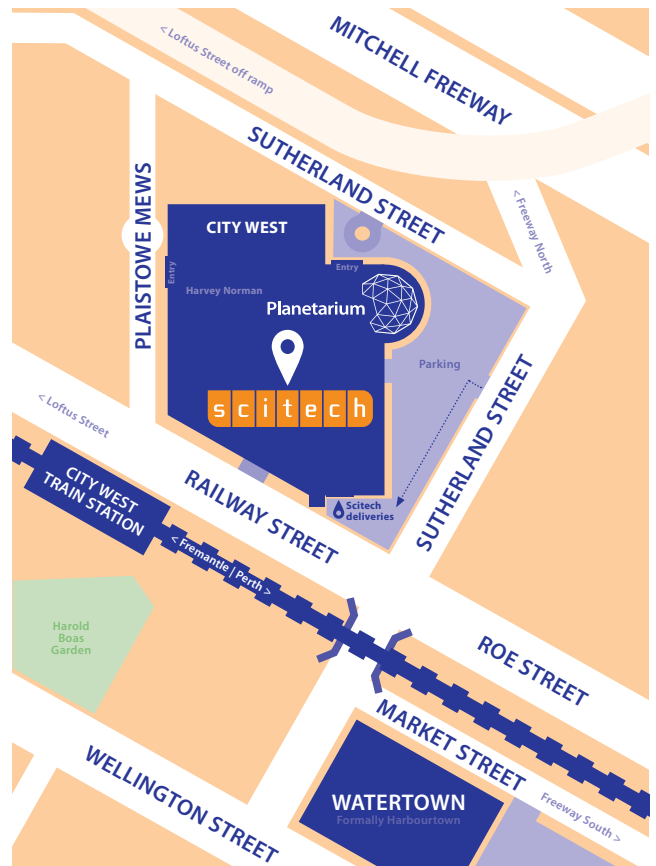 MITCHELL FREEWAY
< Loftus Street off ramp
SUTHERLAND STREET
< Freeway North
PLAISTOWE MEWS
CITY WEST
Entry
Entry
Harvey Norman
Planetarium
Parking
scitech
< Loftus Street
SUTHERLAND STREET
CITY WEST
TRAIN STATION
RAILWAY STREET
Scitech
deliveries
< Fremantle | Perth >
Harold
Boas
Garden
ROE STREET
MARKET STREET
WELLINGTON STREET
WATERTOWN
Formally Harbourtown
Freeway South >